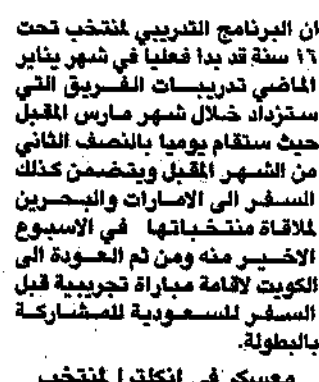 ان البرنامج التدريبي لمنتخب تحت
١٦ سنة قد بدا فعليا في شهر يناير
الماضي تدريبات الفريق التي
ستزداد خلال شهر مارس المقبل
حيث ستقام يوميا بالنصف الثاني
من الشهر المقبل ويتضمن كذلك
السفر الى الامارات والبحرين
لملاقاة منتخباتها في الاسبوع
الاخير منه ومن ثم العودة الى
الكويت لاقامة مباراة تجريبية قبل
السفر للسعودية للمشاركة
بالبطولة.
معسكر في انكلترا لمنتخب